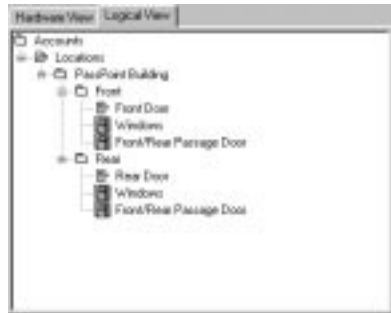 Hardware View Logical View
Accounts
Locations
PassPoint Building
Front
Front Door
Windows
Front/Rear Passage Door
Rear
Rear Door
Windows
Front/Rear Passage Door